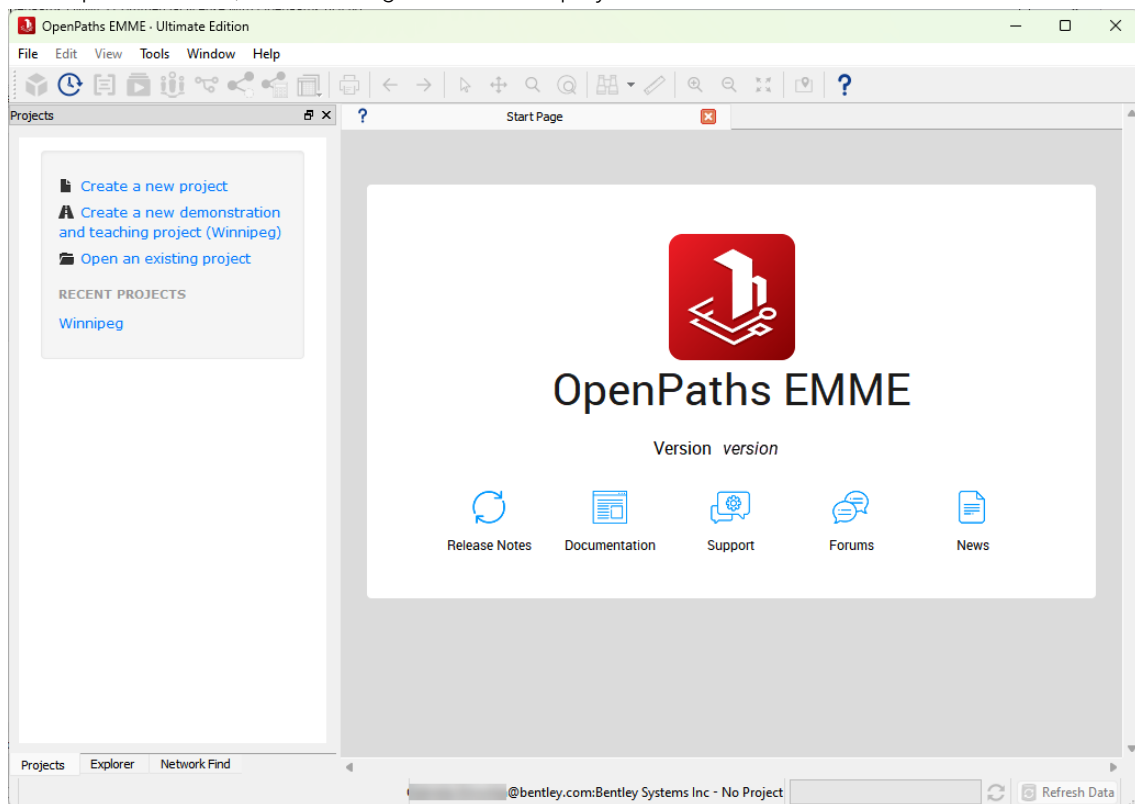 OpenPaths EMME - Ultimate Edition
File Edit View Tools Window Help
Projects
? Start Page
Create a new project
Create a new demonstration
and teaching project (Winnipeg)
Open an existing project
RECENT PROJECTS
Winnipeg
OpenPaths EMME
Version version
Release Notes Documentation Support Forums News
Projects Explorer Network Find
@bentley.com:Bentley Systems Inc - No Project
Refresh Data